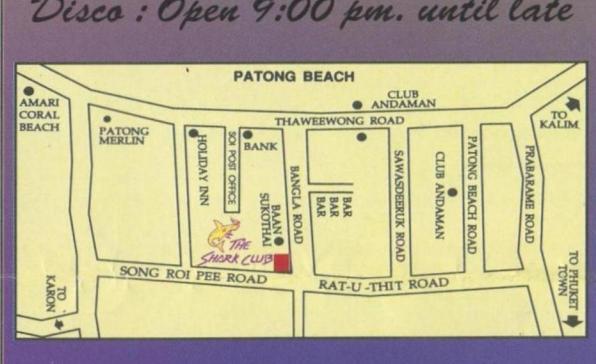 Disco : Open 9:00 pm. until late
PATONG BEACH
AMARI
CORAL
BEACH
CLUB
ANDAMAN
TO
KALIM
THAWEEWONG ROAD
PATONG
MERLIN
HOLIDAY INN
SOI POST OFFICE
BANK
BANGLA ROAD
BAAN
SUKOTHAI
BAR
BAR
BAR
SAWASDEERUK ROAD
CLUB ANDAMAN
PATONG BEACH ROAD
PRABARAME ROAD
THE
SHARK CLUB
SONG ROI PEE ROAD
RAT-U-THIT ROAD
TO
KARON
TO PHUKET
TOWN